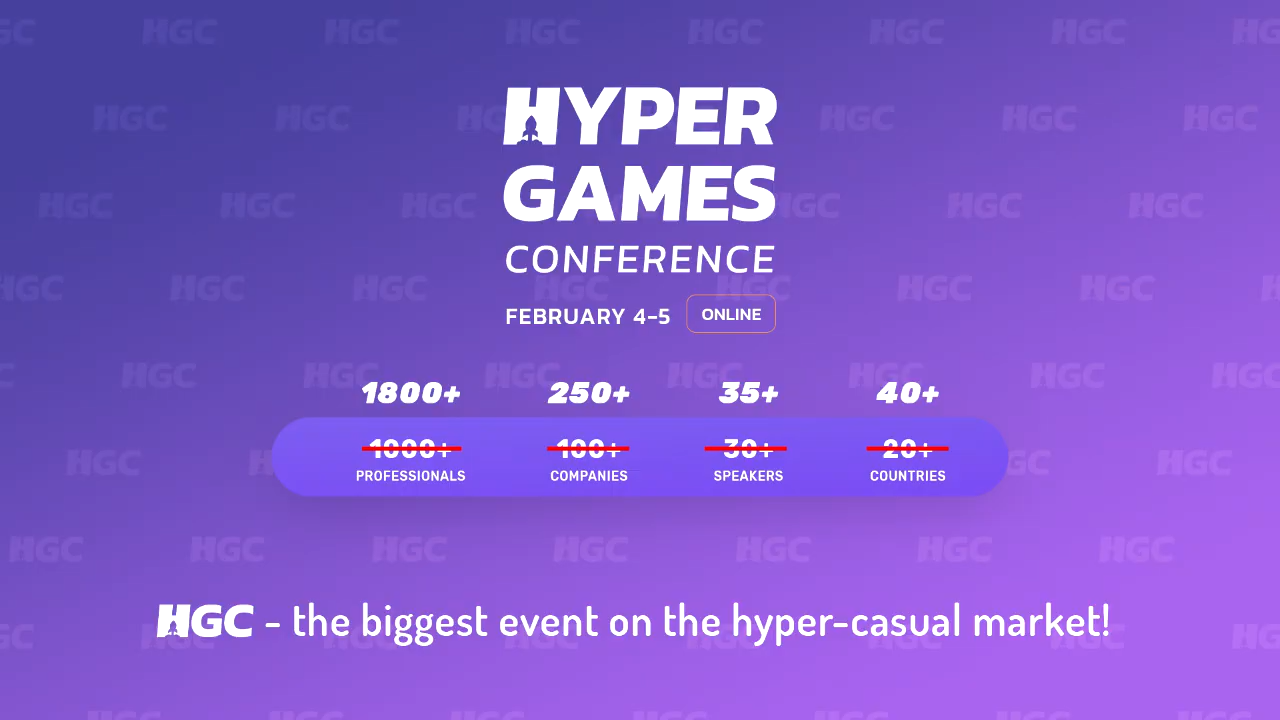 HYPER
GAMES
CONFERENCE
FEBRUARY 4-5 ONLINE
1800+ 250+ 35+ 40+
1000+ 100+ 30+ 20+
PROFESSIONALS COMPANIES SPEAKERS COUNTRIES
HGC - the biggest event on the hyper-casual market!